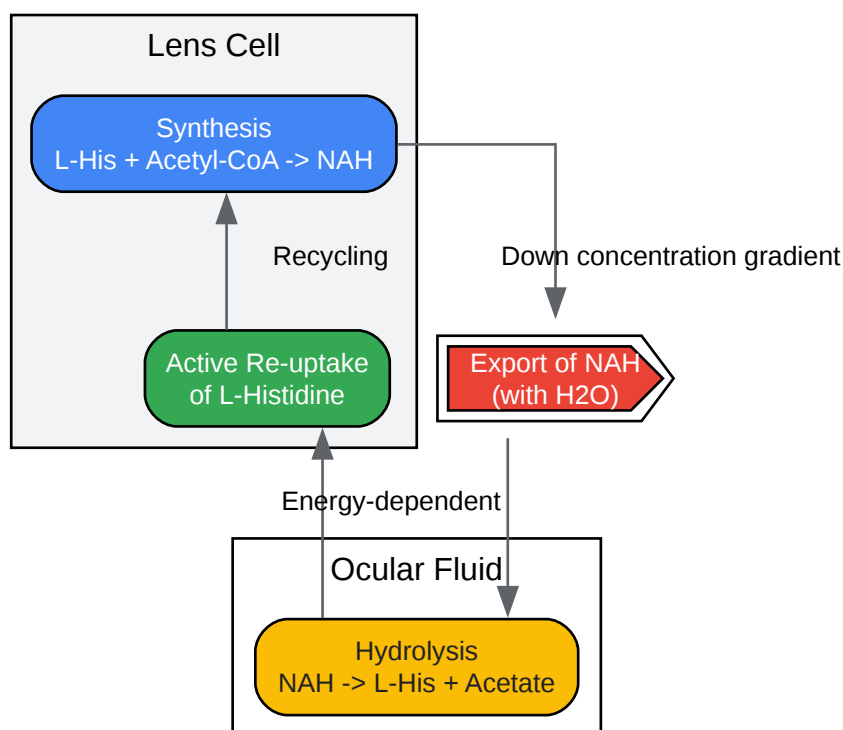 Lens Cell
Synthesis
L-His + Acetyl-CoA -> NAH
Recycling
Down concentration gradient
Active Re-uptake
of L-Histidine
Export of NAH
(with H2O)
Energy-dependent
Ocular Fluid
Hydrolysis
NAH -> L-His + Acetate